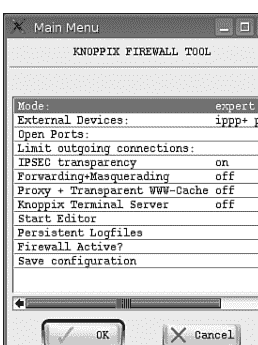 Main Menu
KNOPPIX FIREWALL TOOL
Mode: expert
External Devices: ippp+ p
Open Ports:
Limit outgoing connections:
IPSEC transparency on
Forwarding+Masquerading off
Proxy + Transparent WWW-Cache off
Knoppix Terminal Server off
Start Editor
Persistent Logfiles
Firewall Active?
Save configuration
OK Cancel